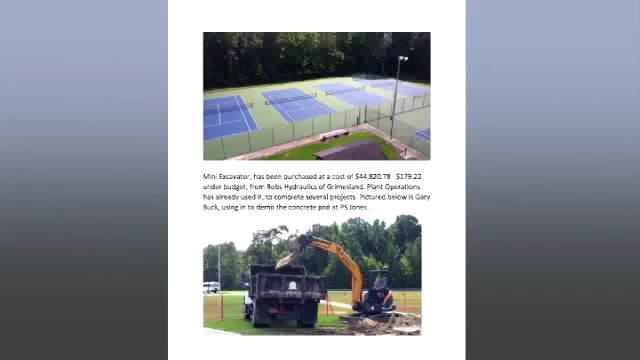 Mini Excavator, has been purchased at a cost of $44,820.78 $179.22
under budget, from Robs Hydraulics of Grimesland. Plant Operations
has already used it, to complete several projects. Pictured below is Gary
Buck, using in to demo the concrete pad at PS Jones.